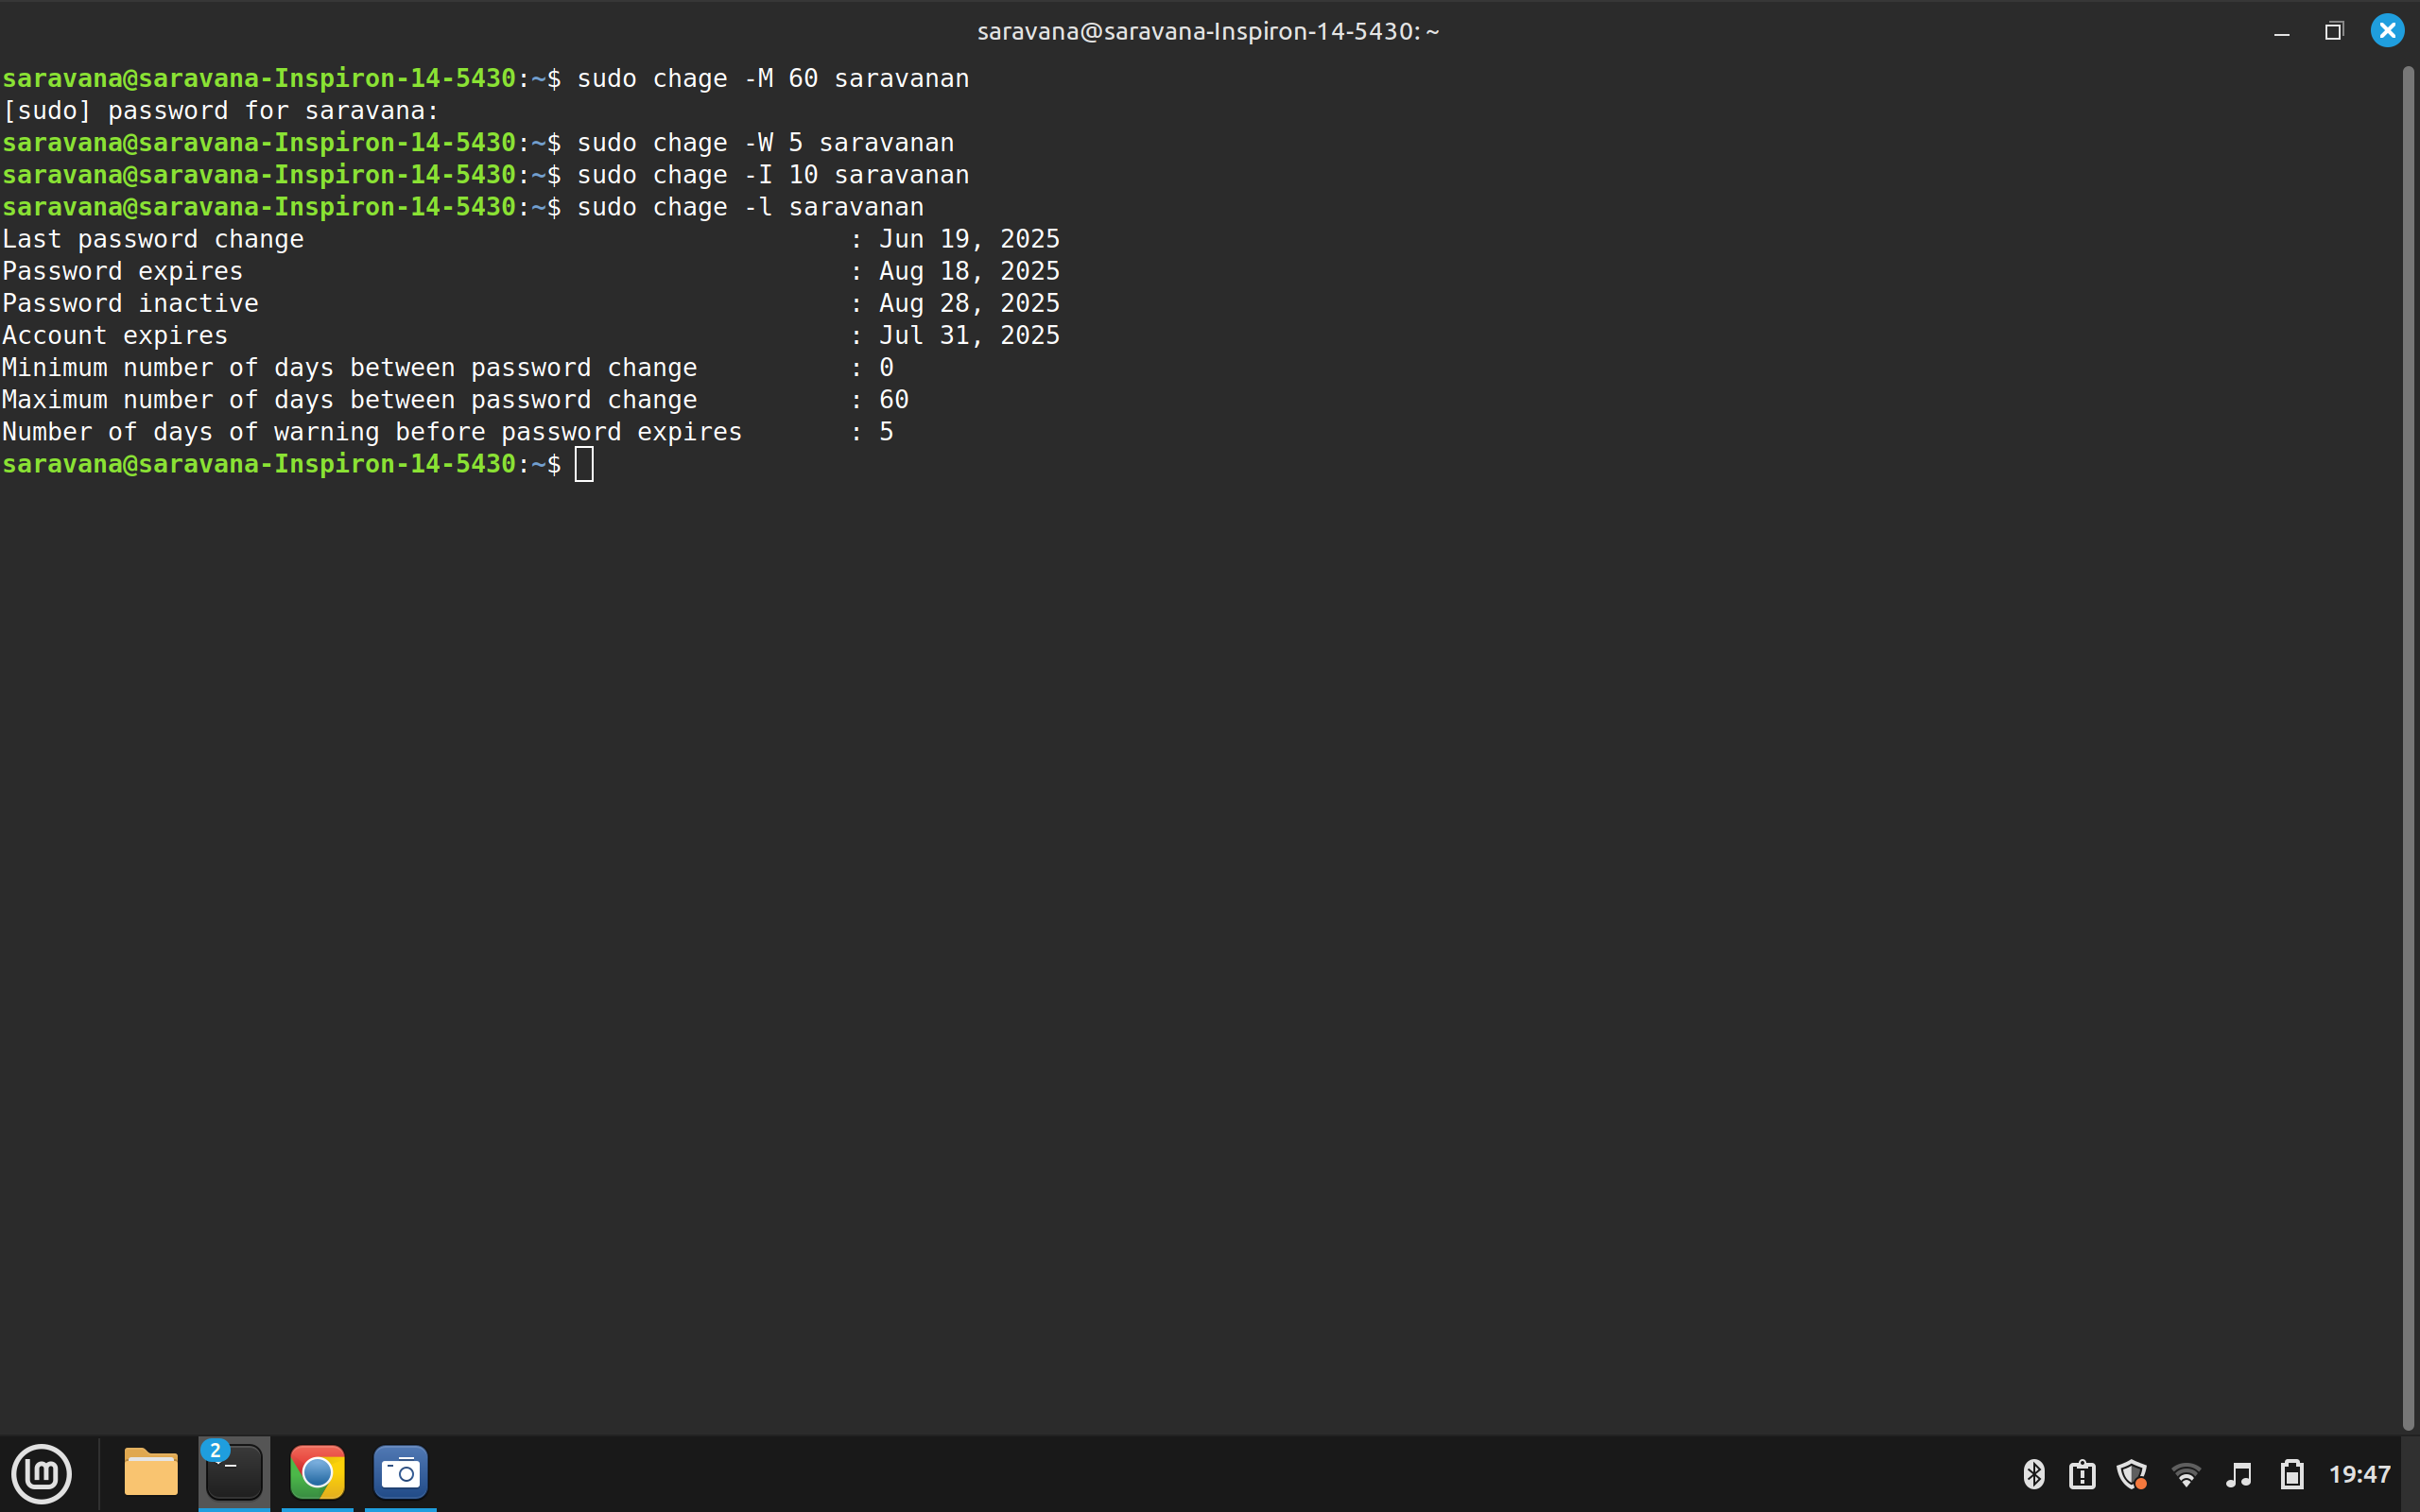 saravana@saravana-Inspiron-14-5430: ~
saravana@saravana-Inspiron-14-5430:~$ sudo chage -M 60 saravanan
[sudo] password for saravana:
saravana@saravana-Inspiron-14-5430:~$ sudo chage -W 5 saravanan
saravana@saravana-Inspiron-14-5430:~$ sudo chage -I 10 saravanan
saravana@saravana-Inspiron-14-5430:~$ sudo chage -l saravanan
Last password change : Jun 19, 2025
Password expires : Aug 18, 2025
Password inactive : Aug 28, 2025
Account expires : Jul 31, 2025
Minimum number of days between password change : 0
Maximum number of days between password change : 60
Number of days of warning before password expires : 5
saravana@saravana-Inspiron-14-5430:~$
2
19:47